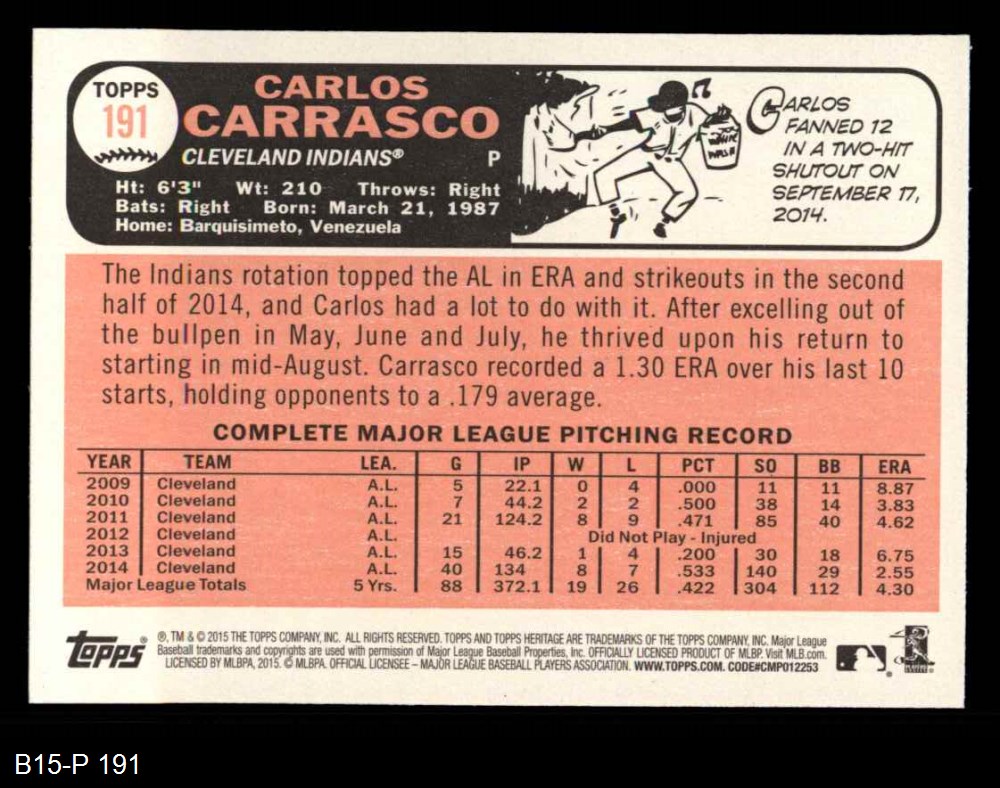 TOPPS
191
CARLOS
CARRASCO
CLEVELAND INDIANS® P
Ht: 6'3" Wt: 210 Throws: Right
Bats: Right Born: March 21, 1987
Home: Barquisimeto, Venezuela
CARLOS
FANNED 12
IN A TWO-HIT
SHUTOUT ON
SEPTEMBER 17,
2014.
The Indians rotation topped the AL in ERA and strikeouts in the second
half of 2014, and Carlos had a lot to do with it. After excelling out of
the bullpen in May, June and July, he thrived upon his return to
starting in mid-August. Carrasco recorded a 1.30 ERA over his last 10
starts, holding opponents to a .179 average.
COMPLETE MAJOR LEAGUE PITCHING RECORD
YEAR TEAM LEA. G IP W L PCT SO BB ERA
2009 Cleveland A.L. 5 22.1 0 4 .000 11 11 8.87
2010 Cleveland A.L. 7 44.2 2 2 .500 38 14 3.83
2011 Cleveland A.L. 21 124.2 8 9 .471 85 40 4.62
2012 Cleveland A.L. Did Not Play - Injured
2013 Cleveland A.L. 15 46.2 1 4 .200 30 18 6.75
2014 Cleveland A.L. 40 134 8 7 .533 140 29 2.55
Major League Totals 5 Yrs. 88 372.1 19 26 .422 304 112 4.30
Topps®
®, TM & © 2015 THE TOPPS COMPANY, INC. ALL RIGHTS RESERVED. TOPPS AND TOPPS HERITAGE ARE TRADEMARKS OF THE TOPPS COMPANY, INC. Major League
Baseball trademarks and copyrights are used with permission of Major League Baseball Properties, Inc. OFFICIALLY LICENSED PRODUCT OF MLBP. Visit MLB.com.
LICENSED BY MLBPA, 2015. © MLBPA. OFFICIAL LICENSEE – MAJOR LEAGUE BASEBALL PLAYERS ASSOCIATION. WWW.TOPPS.COM. CODE#CMP012253
B15-P 191